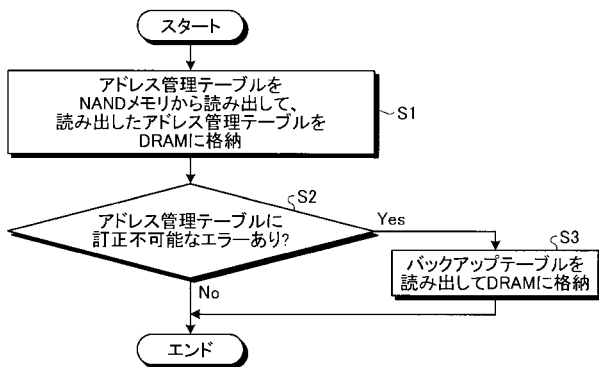 スタート
アドレス管理テーブルを
NANDメモリから読み出して、
読み出したアドレス管理テーブルを
DRAMに格納
S1
S2
アドレス管理テーブルに
訂正不可能なエラーあり?
Yes
S3
バックアップテーブルを
読み出してDRAMに格納
No
エンド